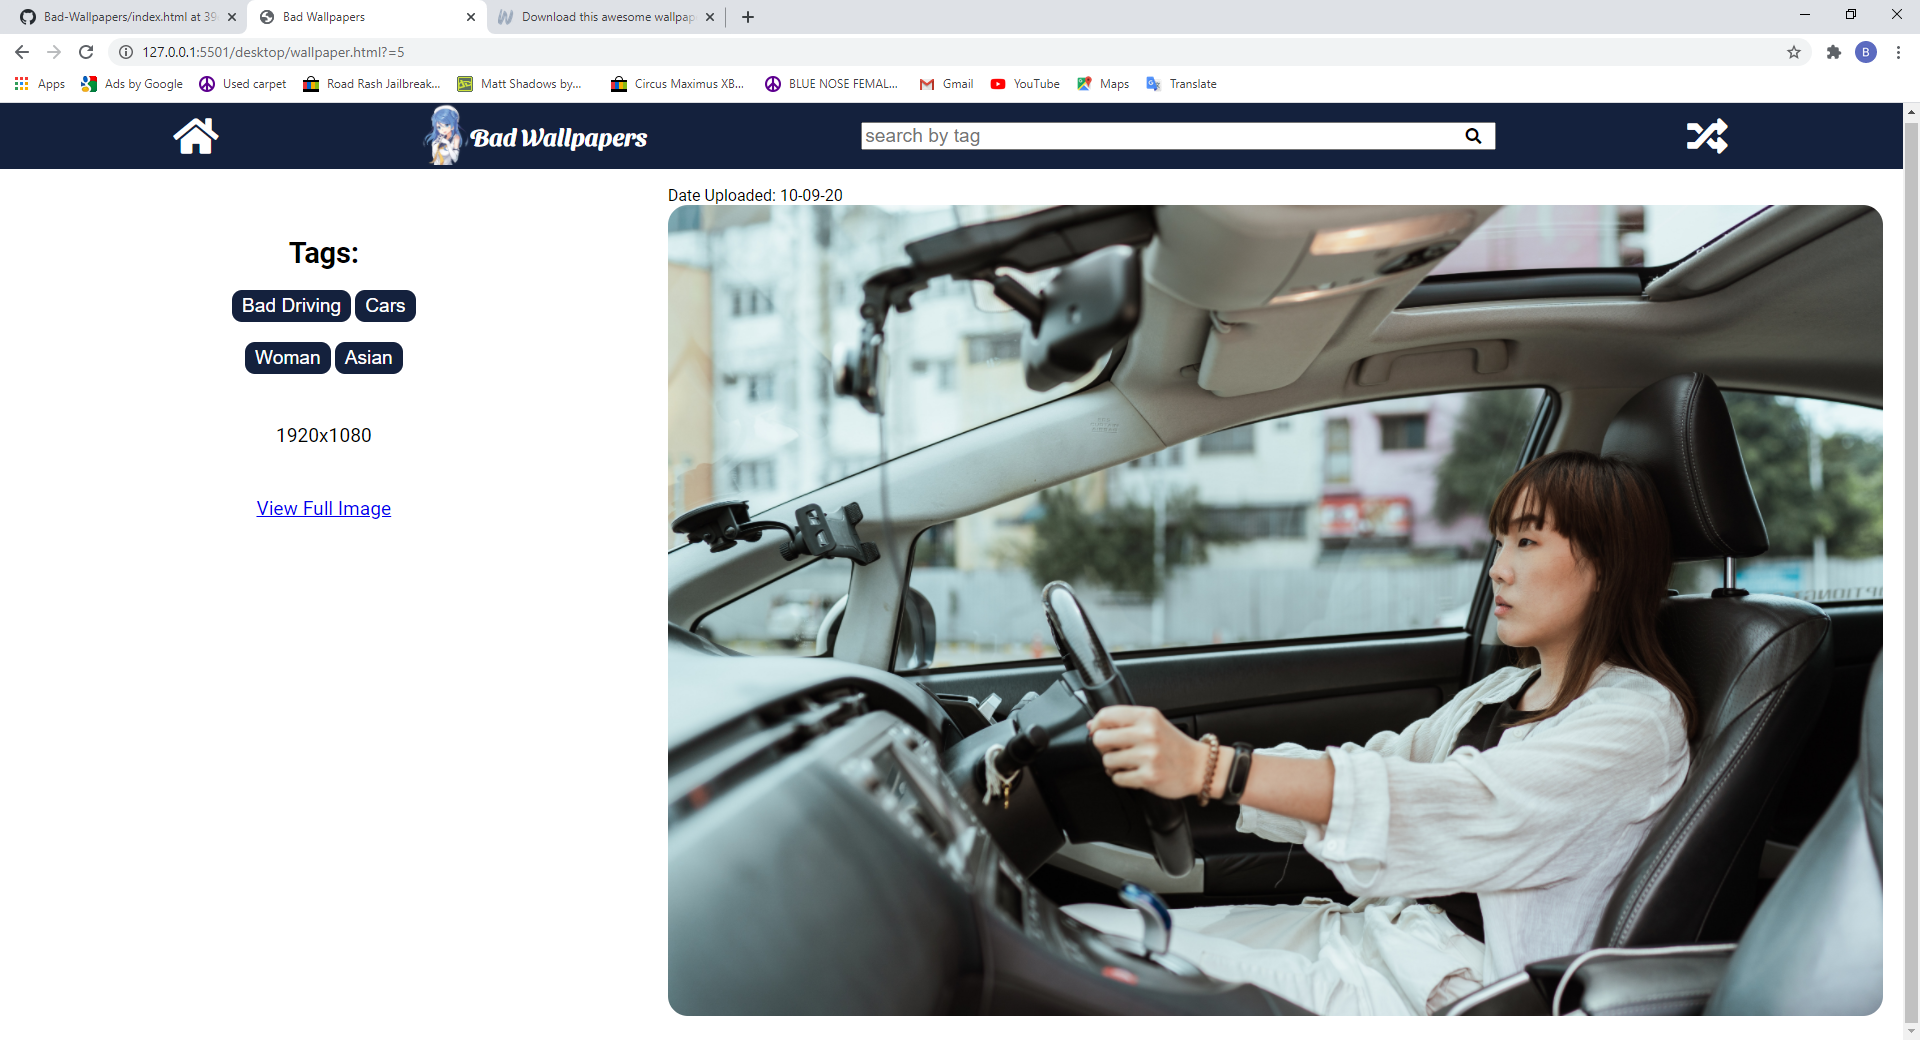 Bad-Wallpapers/index.html at 39
Bad Wallpapers
Download this awesome wallpap
127.0.0.1:5501/desktop/wallpaper.html?=5
B
Apps
Ads by Google
Used carpet
Road Rash Jailbreak...
Matt Shadows by...
Circus Maximus XB...
BLUE NOSE FEMAL...
Gmail
YouTube
Maps
Translate
Bad Wallpapers
search by tag
Date Uploaded: 10-09-20
Tags:
Bad Driving Cars
Woman Asian
1920x1080
View Full Image